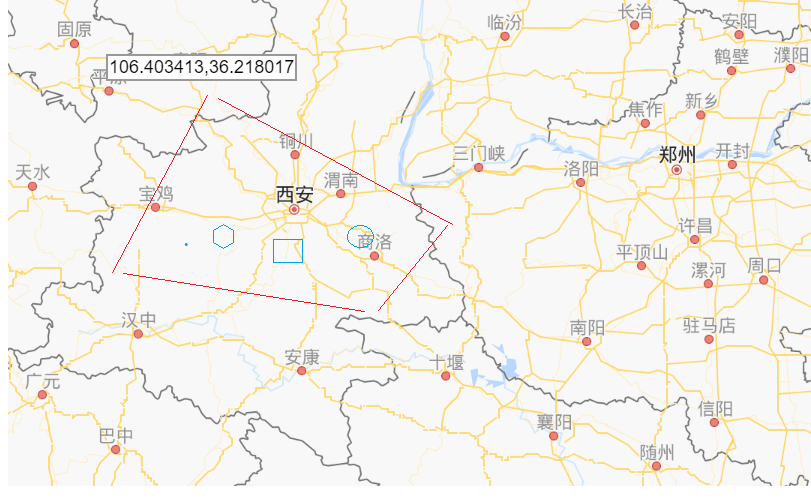 固原
临汾
长治
安阳
鹤壁
濮阳
106.403413,36.218017
新乡
焦作
铜川
三门峡
郑州
开封
天水
宝鸡
西安
渭南
洛阳
商洛
许昌
平顶山
漯河
周口
汉中
南阳
驻马店
安康
十堰
广元
信阳
巴中
襄阳
随州